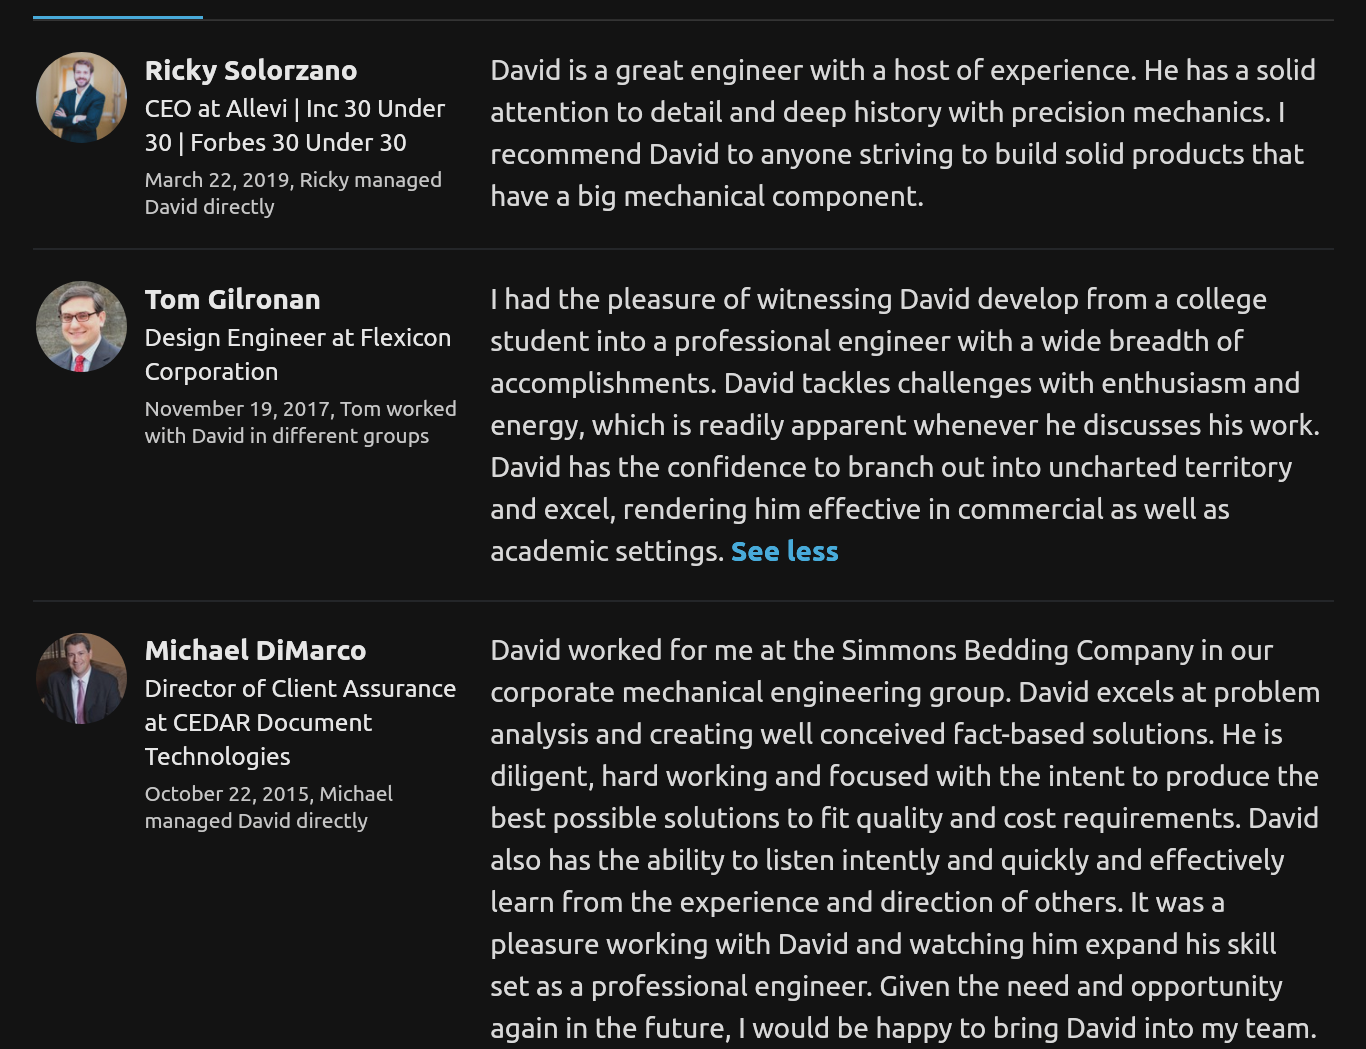 Ricky Solorzano
CEO at Allevi | Inc 30 Under
30 | Forbes 30 Under 30
March 22, 2019, Ricky managed
David directly
David is a great engineer with a host of experience. He has a solid
attention to detail and deep history with precision mechanics. I
recommend David to anyone striving to build solid products that
have a big mechanical component.
Tom Gilronan
Design Engineer at Flexicon
Corporation
November 19, 2017, Tom worked
with David in different groups
I had the pleasure of witnessing David develop from a college
student into a professional engineer with a wide breadth of
accomplishments. David tackles challenges with enthusiasm and
energy, which is readily apparent whenever he discusses his work.
David has the confidence to branch out into uncharted territory
and excel, rendering him effective in commercial as well as
academic settings. See less
Michael DiMarco
Director of Client Assurance
at CEDAR Document
Technologies
October 22, 2015, Michael
managed David directly
David worked for me at the Simmons Bedding Company in our
corporate mechanical engineering group. David excels at problem
analysis and creating well conceived fact-based solutions. He is
diligent, hard working and focused with the intent to produce the
best possible solutions to fit quality and cost requirements. David
also has the ability to listen intently and quickly and effectively
learn from the experience and direction of others. It was a
pleasure working with David and watching him expand his skill
set as a professional engineer. Given the need and opportunity
again in the future, I would be happy to bring David into my team.